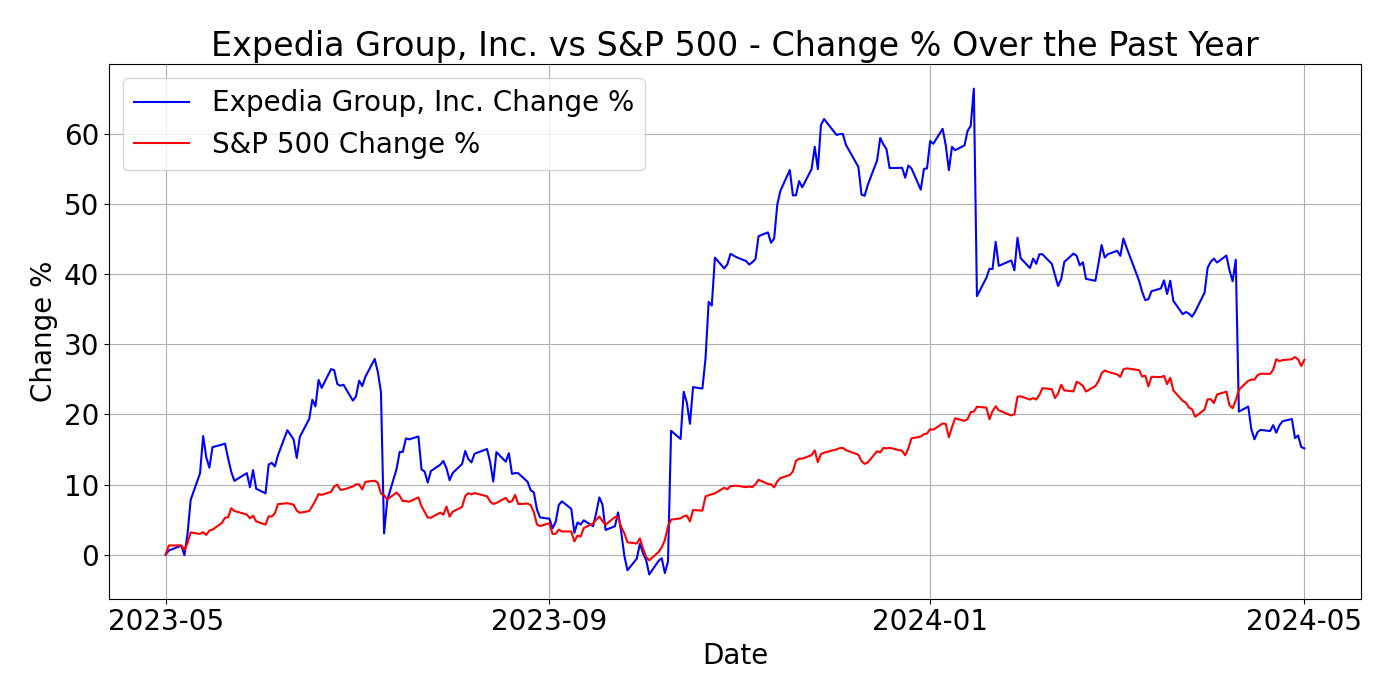 Expedia Group, Inc. vs S&P 500 - Change % Over the Past Year
Expedia Group, Inc. Change %
S&P 500 Change %
60
50
40
30
20
10
0
Change %
2023-05
2023-09
2024-01
2024-05
Date